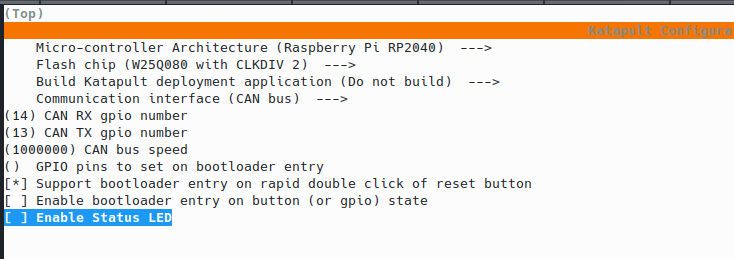 (Top)
Katapult Configura
Micro-controller Architecture (Raspberry Pi RP2040) --->
Flash chip (W25Q080 with CLKDIV 2) --->
Build Katapult deployment application (Do not build) --->
Communication interface (CAN bus) --->
(14) CAN RX gpio number
(13) CAN TX gpio number
(1000000) CAN bus speed
() GPIO pins to set on bootloader entry
[*] Support bootloader entry on rapid double click of reset button
[ ] Enable bootloader entry on button (or gpio) state
[ ] Enable Status LED